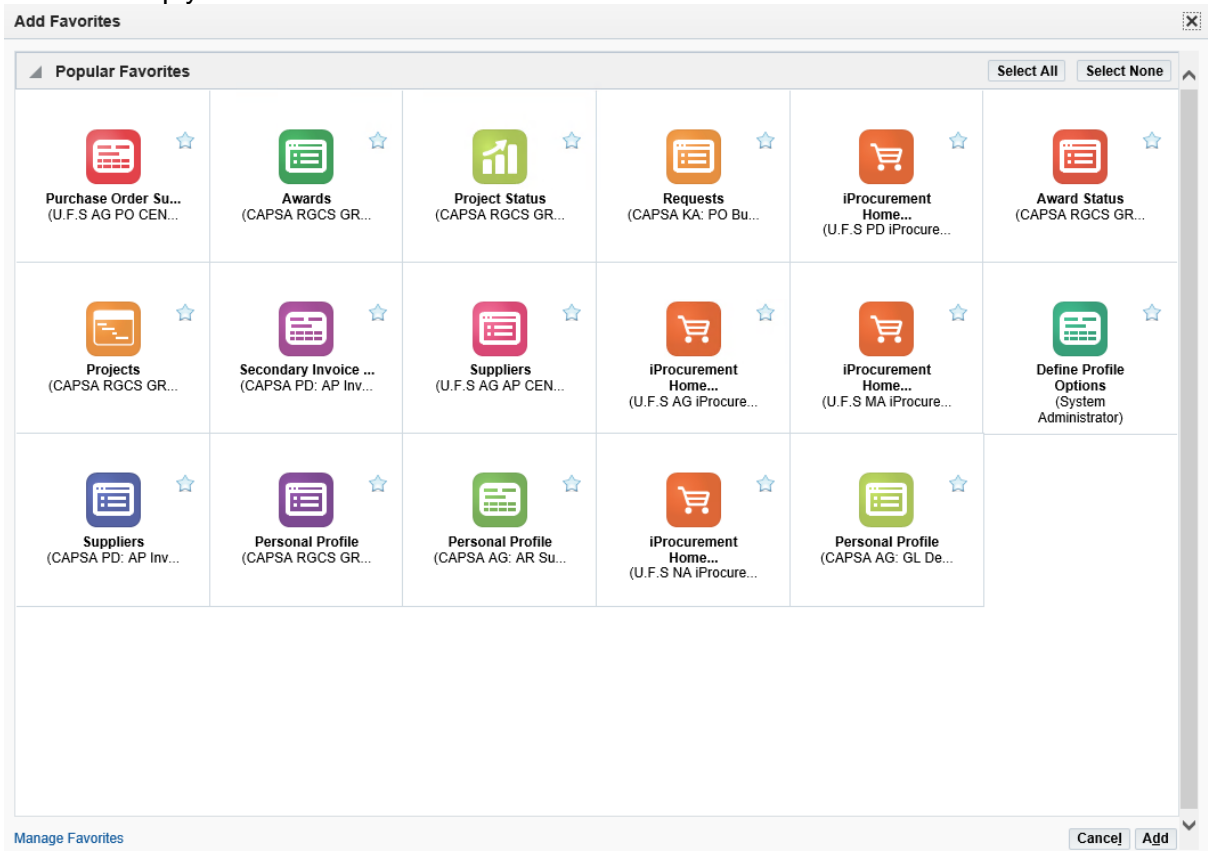 Add Favorites
Popular Favorites
Select All
Select None
Purchase Order Su...
(U.F.S AG PO CEN...
Awards
(CAPSA RGCS GR...
Project Status
(CAPSA RGCS GR...
Requests
(CAPSA KA: PO Bu...
iProcurement
Home...
(U.F.S PD iProcure...
Award Status
(CAPSA RGCS GR...
Projects
(CAPSA RGCS GR...
Secondary Invoice ...
(CAPSA PD: AP Inv...
Suppliers
(U.F.S AG AP CEN...
iProcurement
Home...
(U.F.S AG iProcure...
iProcurement
Home...
(U.F.S MA iProcure...
Define Profile
Options
(System
Administrator)
Suppliers
(CAPSA PD: AP Inv...
Personal Profile
(CAPSA RGCS GR...
Personal Profile
(CAPSA AG: AR Su...
iProcurement
Home...
(U.F.S NA iProcure...
Personal Profile
(CAPSA AG: GL De...
Manage Favorites
Cancel
Add